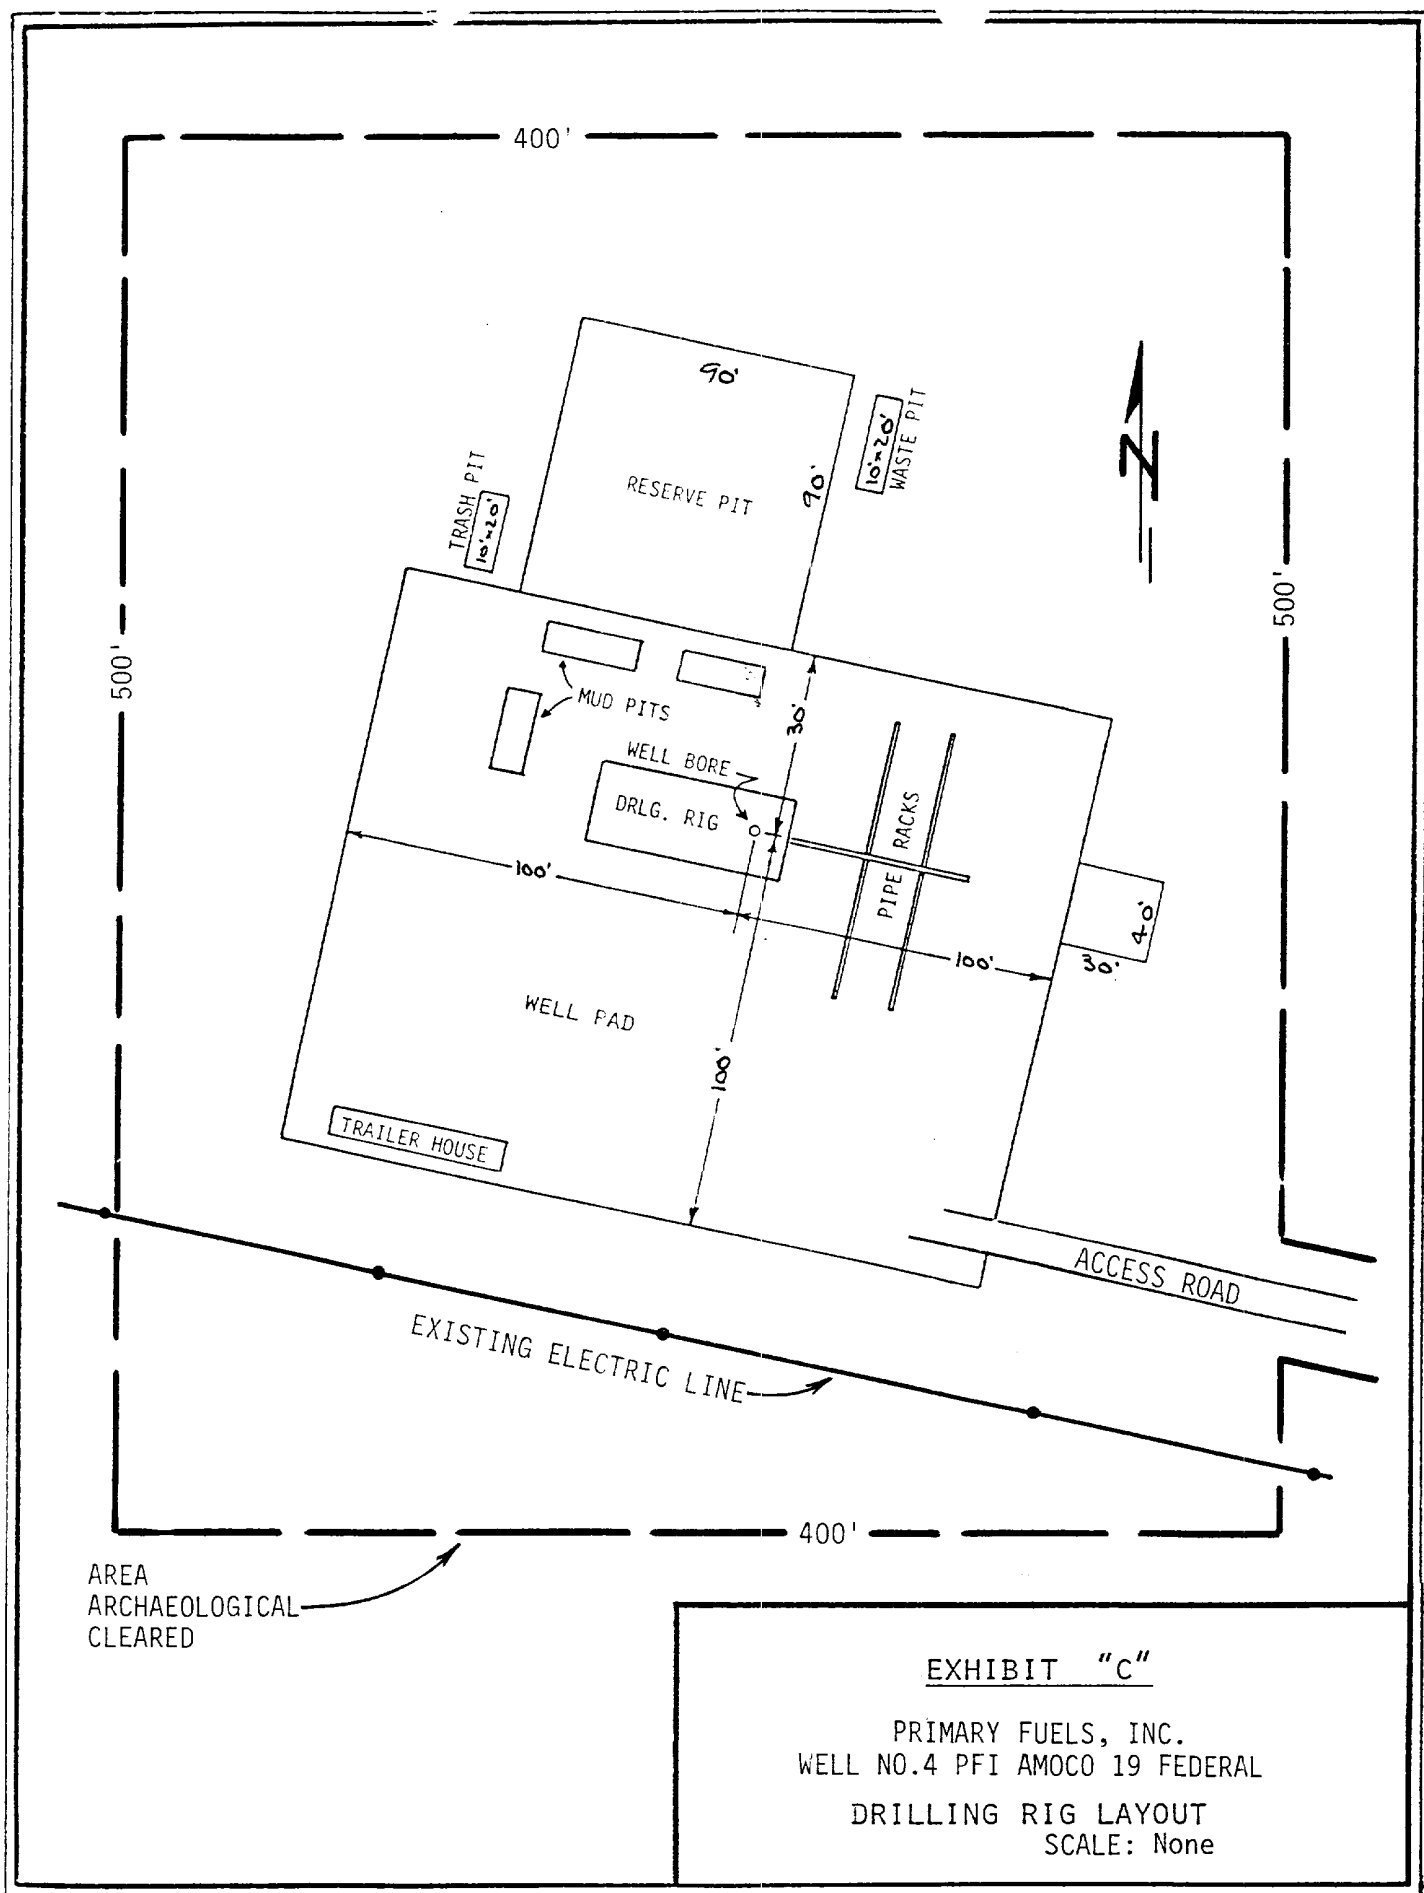 400'
90'
10'x20'
WASTE PIT
90'
RESERVE PIT
TRASH PIT
10'x20'
500'
500'
MUD PITS
30'
WELL BORE
DRLG. RIG
PIPE RACKS
100'
40'
30'
100'
WELL PAD
100'
TRAILER HOUSE
ACCESS ROAD
EXISTING ELECTRIC LINE
N
400'
AREA
ARCHAEOLOGICAL
CLEARED
EXHIBIT "C"
PRIMARY FUELS, INC.
WELL NO.4 PFI AMOCO 19 FEDERAL
DRILLING RIG LAYOUT
SCALE: None